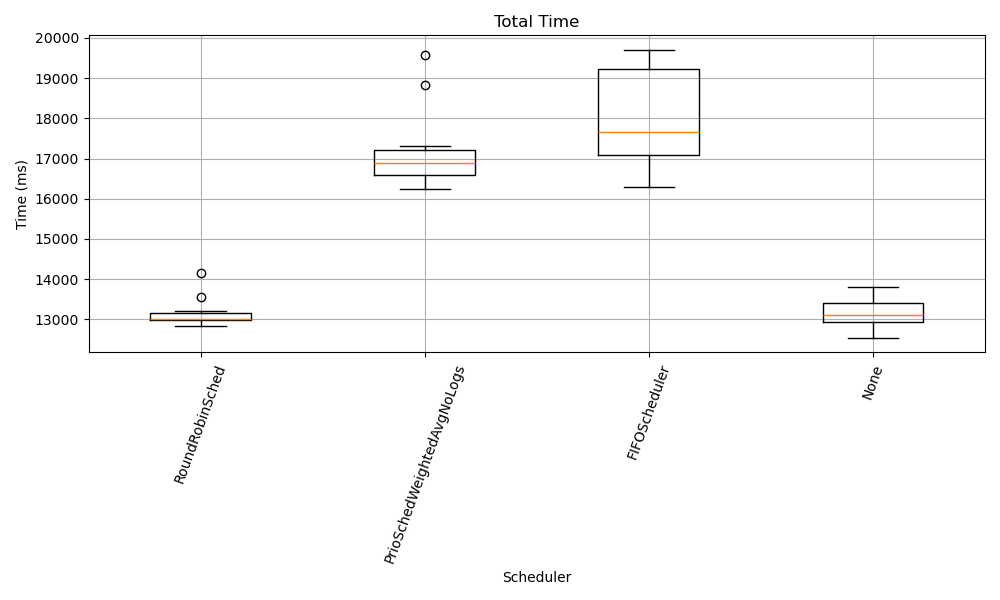 Total Time
20000
19000
18000
17000
16000
15000
14000
13000
Time (ms)
RoundRobinSched
PrioSchedWeightedAvgNoLogs
FIFOScheduler
None
Scheduler